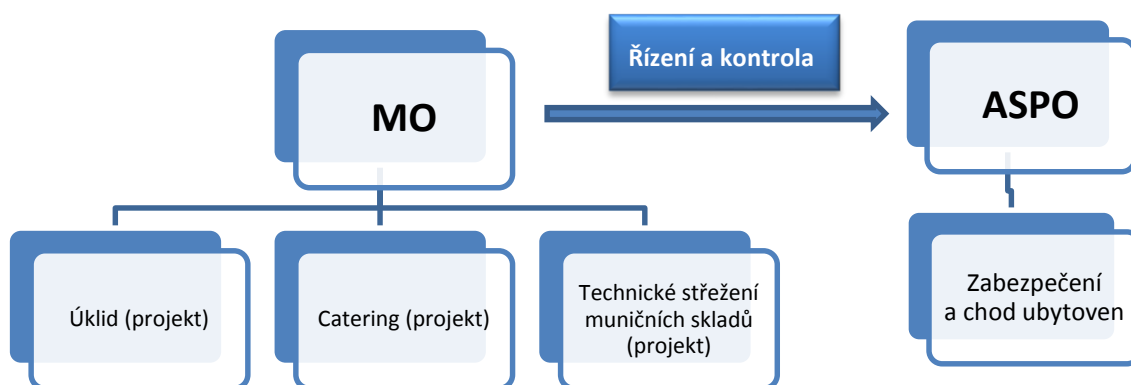 Řízení a kontrola
MO
ASPO
Úklid (projekt)
Catering (projekt)
Technické střežení
muničních skladů
(projekt)
Zabezpečení
a chod ubytoven